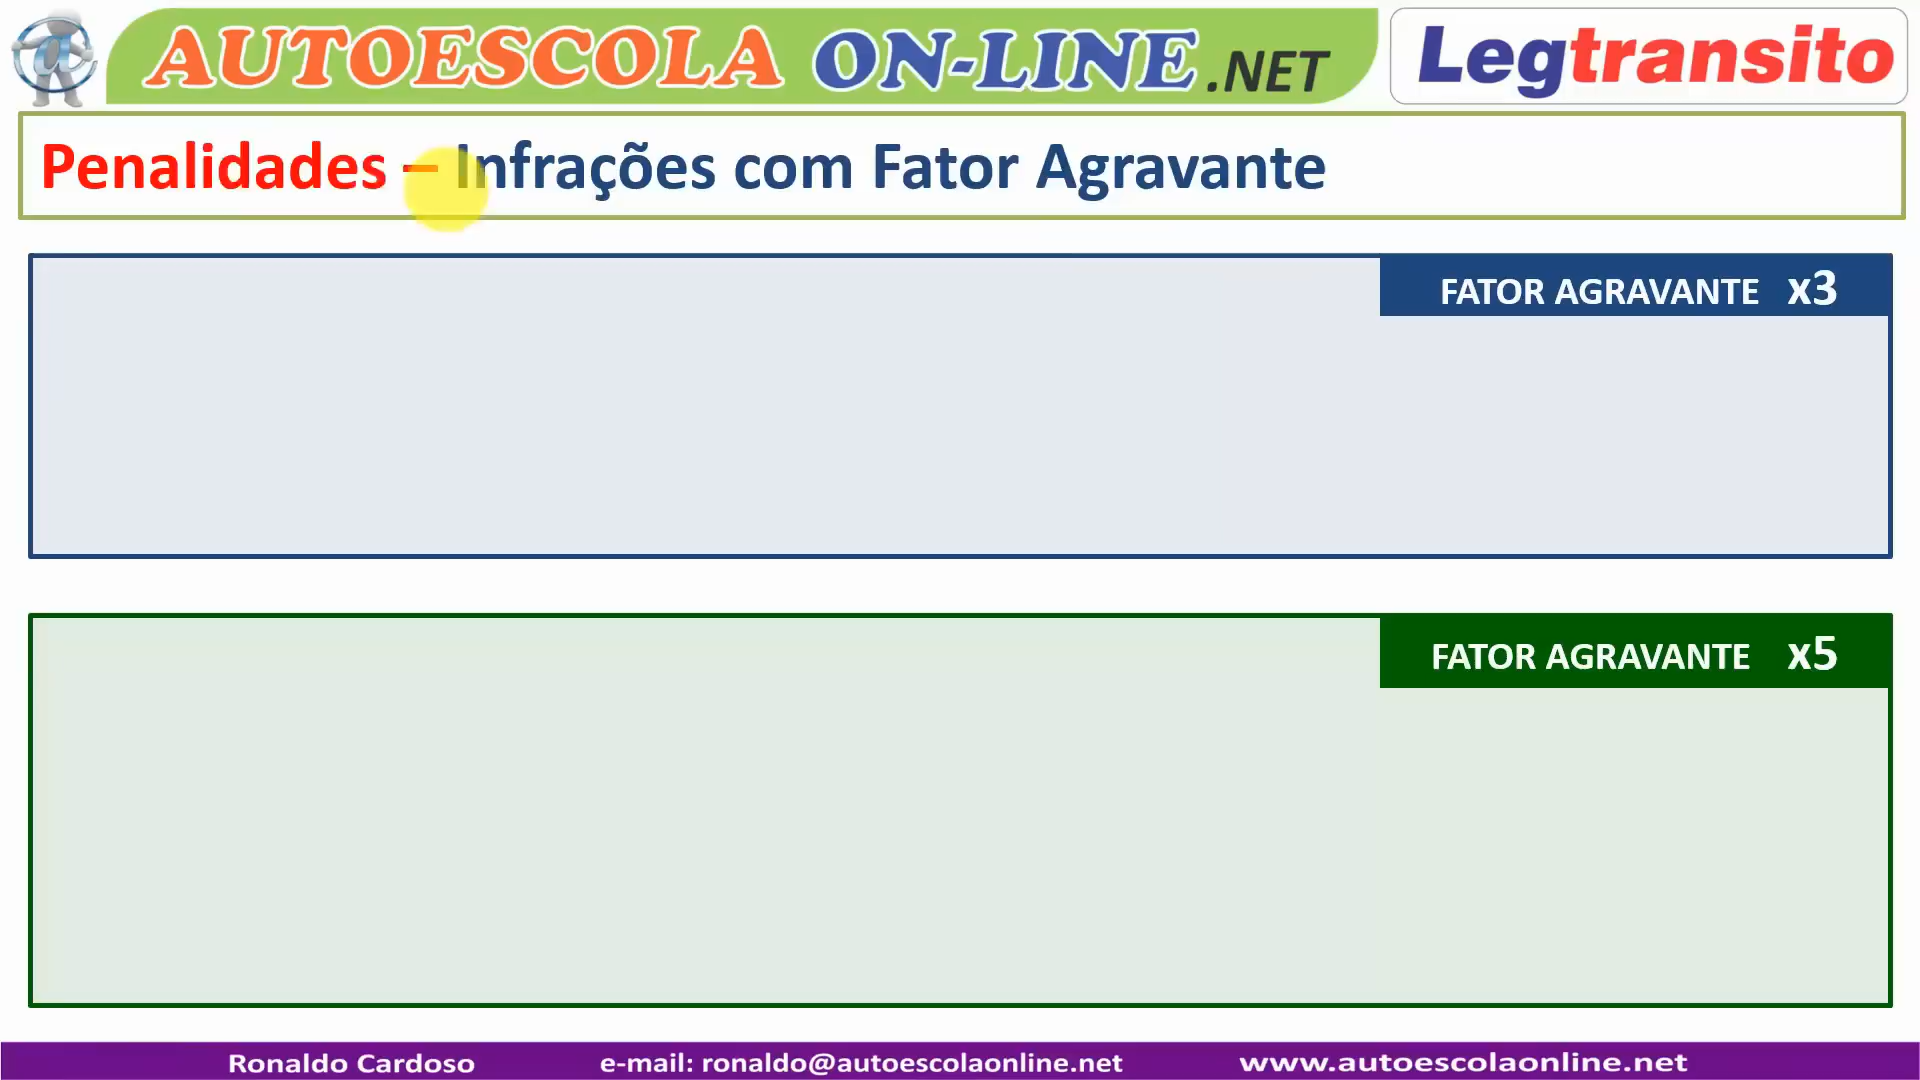 AUTOESCOLA ON-LINE.NET
Legtransito
Penalidades – Infrações com Fator Agravante
FATOR AGRAVANTE x3
FATOR AGRAVANTE x5
Ronaldo Cardoso e-mail: ronaldo@autoescolaonline.net www.autoescolaonline.net